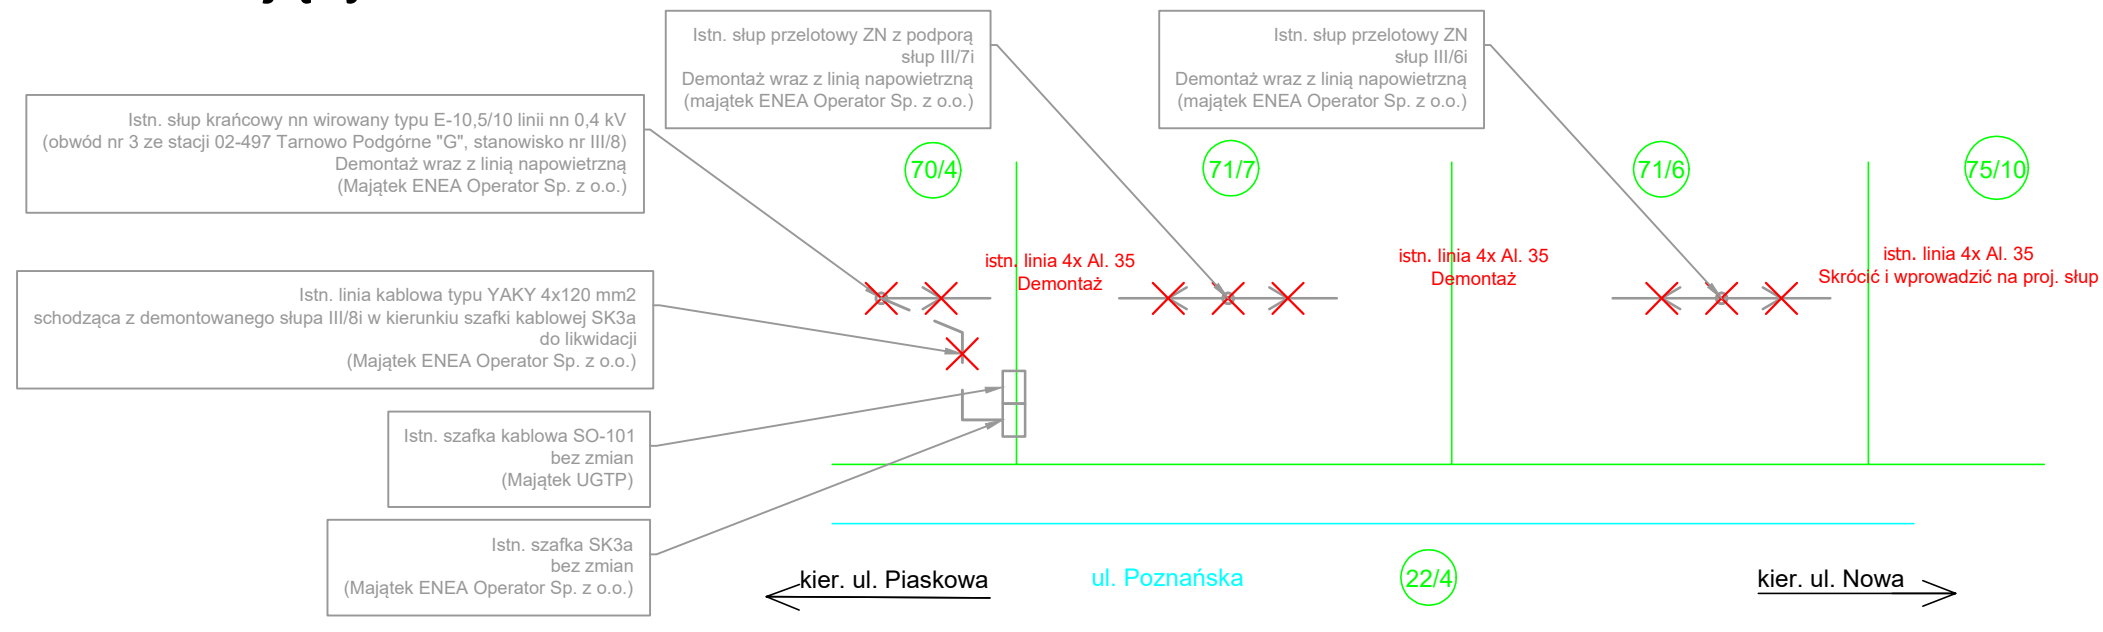 Istn. słup przelotowy ZN z podporą
słup III/7i
Demontaż wraz z linią napowietrzną
(majątek ENEA Operator Sp. z o.o.)
Istn. słup przelotowy ZN
słup III/6i
Demontaż wraz z linią napowietrzną
(majątek ENEA Operator Sp. z o.o.)
Istn. słup krańcowy nn wirowany typu E-10,5/10 linii nn 0,4 kV
(obwód nr 3 ze stacji 02-497 Tarnowo Podgórne "G", stanowisko nr III/8)
Demontaż wraz z linią napowietrzną
(Majątek ENEA Operator Sp. z o.o.)
70/4
71/7
71/6
75/10
istn. linia 4x Al. 35
Demontaż
istn. linia 4x Al. 35
Demontaż
istn. linia 4x Al. 35
Skrócić i wprowadzić na proj. słup
Istn. linia kablowa typu YAKY 4x120 mm2
schodząca z demontowanego słupa III/8i w kierunku szafki kablowej SK3a
do likwidacji
(Majątek ENEA Operator Sp. z o.o.)
Istn. szafka kablowa SO-101
bez zmian
(Majątek UGTP)
Istn. szafka SK3a
bez zmian
(Majątek ENEA Operator Sp. z o.o.)
kier. ul. Piaskowa
ul. Poznańska
22/4
kier. ul. Nowa